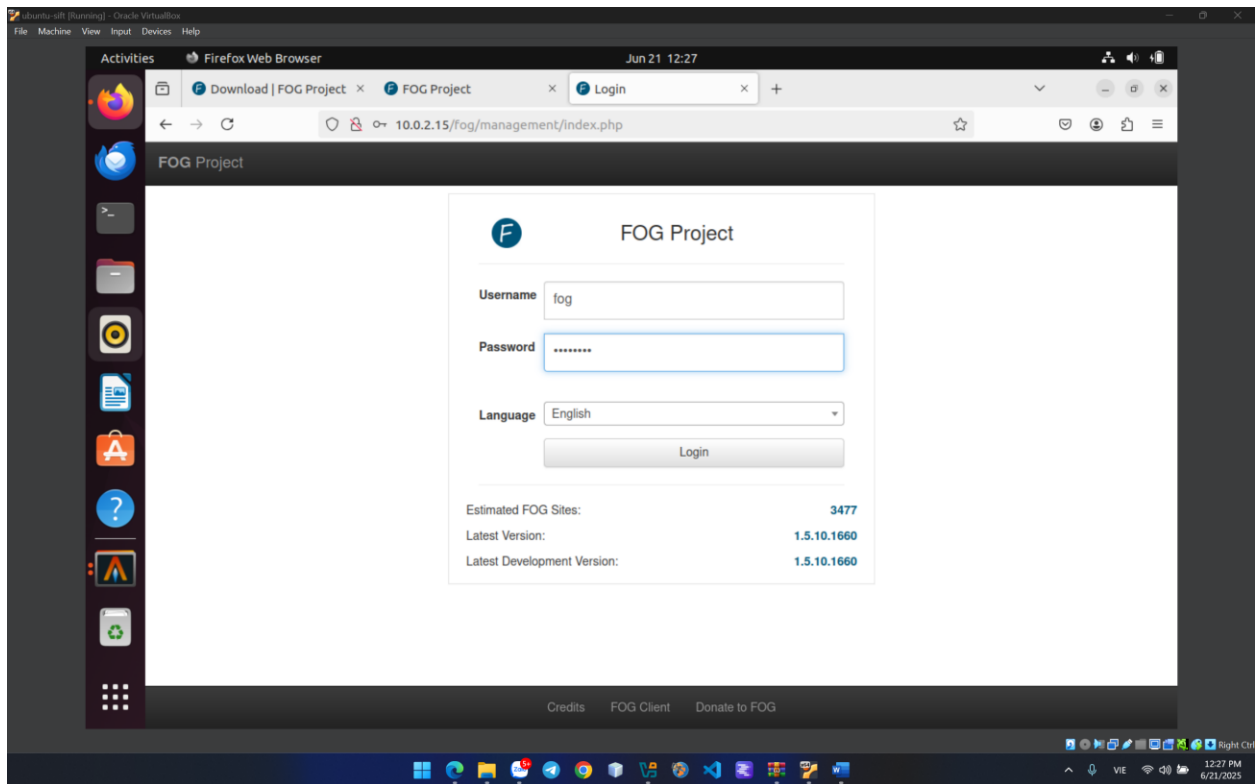 ubuntu-sift [Running] - Oracle VirtualBox
File Machine View Input Devices Help
Activities Firefox Web Browser Jun 21 12:27
Download | FOG Project FOG Project Login
10.0.2.15/fog/management/index.php
FOG Project
FOG Project
Username fog
Password ••••••••
Language English
Login
Estimated FOG Sites: 3477
Latest Version: 1.5.10.1660
Latest Development Version: 1.5.10.1660
Credits FOG Client Donate to FOG
Right Ctrl
VIE 12:27 PM
6/21/2025